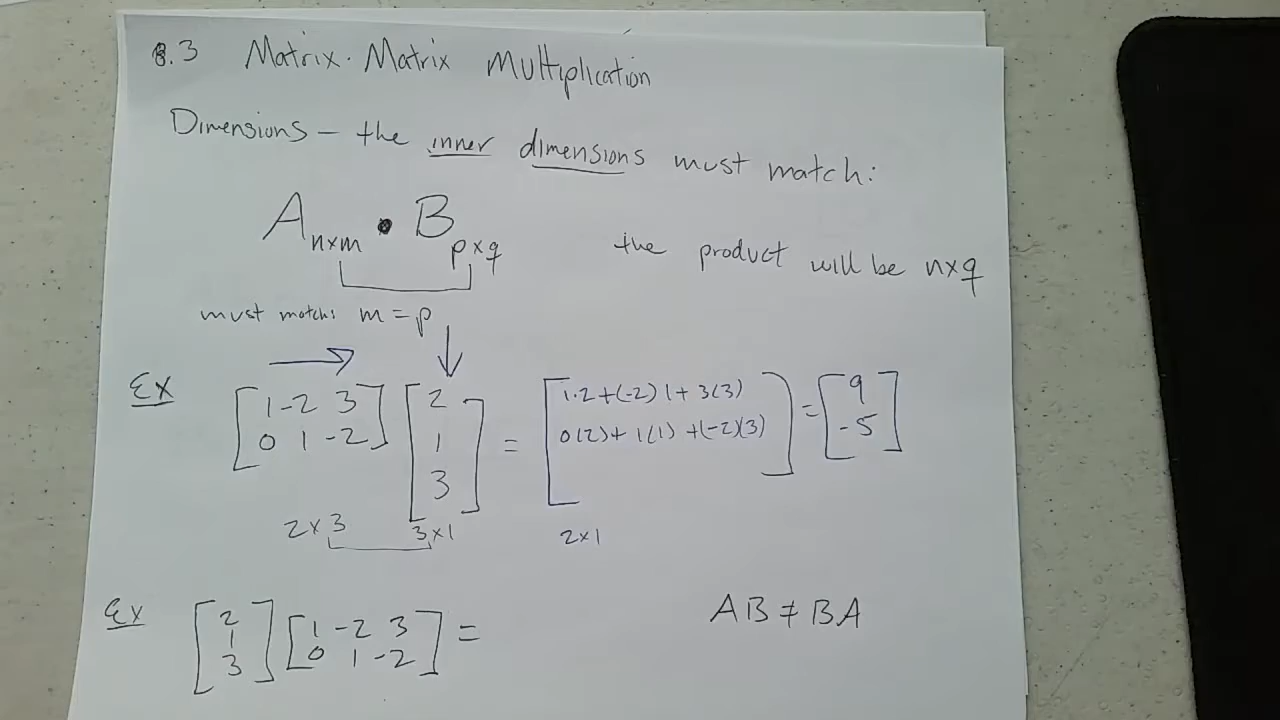 8.3 Matrix · Matrix Multiplication
Dimensions – the inner dimensions must match:
A n×m • B p×q the product will be n×q
must match: m = p
Ex [1 -2 3; 0 1 -2] [2; 1; 3] = [1·2+(-2)1+3(3); 0(2)+1(1)+(-2)(3)] = [9; -5]
2×3 3×1 2×1
Ex [2; 1; 3] [1 -2 3; 0 1 -2] = AB ≠ BA